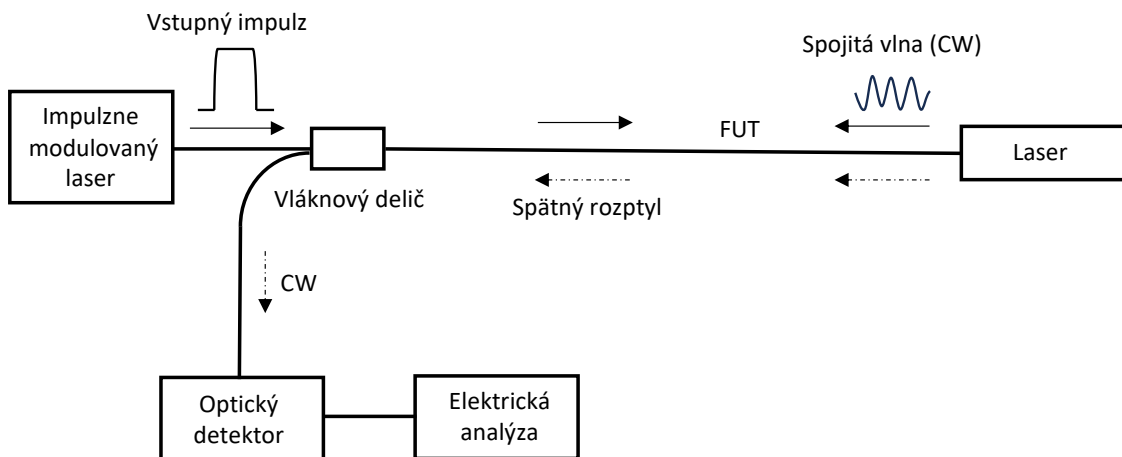 Vstupný impulz
Spojitá vlna (CW)
Impulzne
modulovaný
laser
FUT
Laser
Vláknový delič
Spätný rozptyl
CW
Optický
detektor
Elektrická
analýza